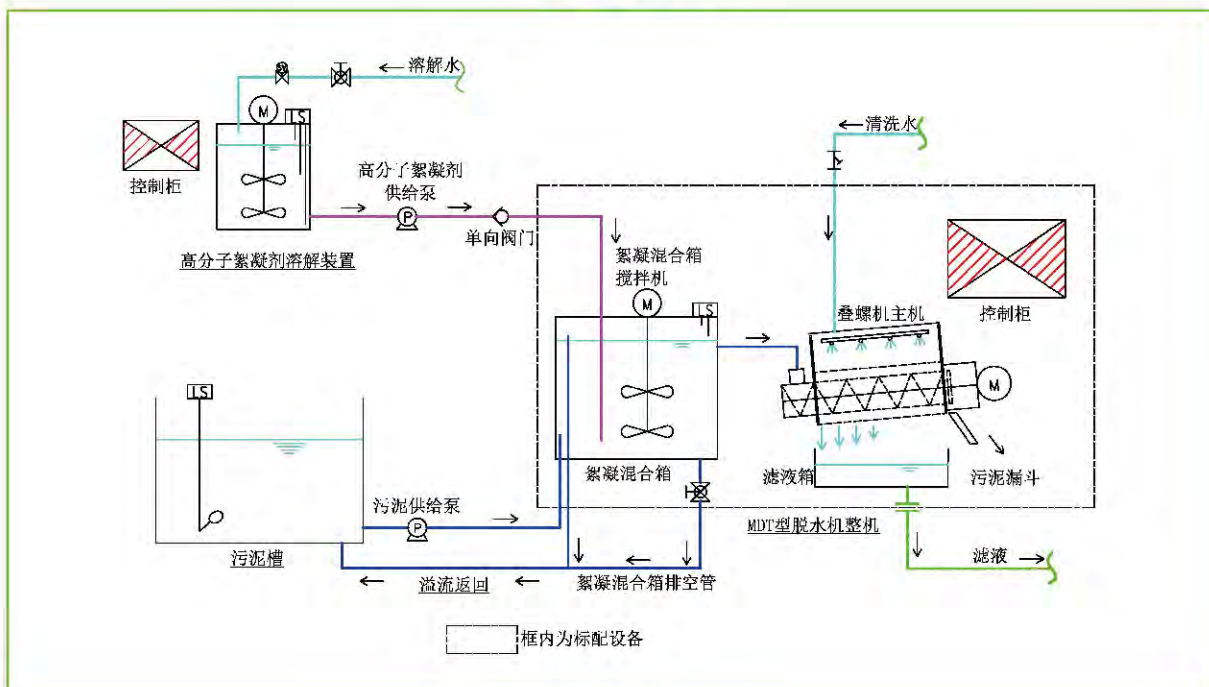 溶解水
M
LS
控制柜
高分子絮凝剂溶解装置
高分子絮凝剂
供给泵
P
单向阀门
清洗水
絮凝混合箱
搅拌机
M
LS
叠螺机主机
控制柜
M
LS
絮凝混合箱
滤液箱
污泥漏斗
污泥供给泵
P
MDT型脱水机整机
污泥槽
溢流返回
絮凝混合箱排空管
滤液
框内为标配设备